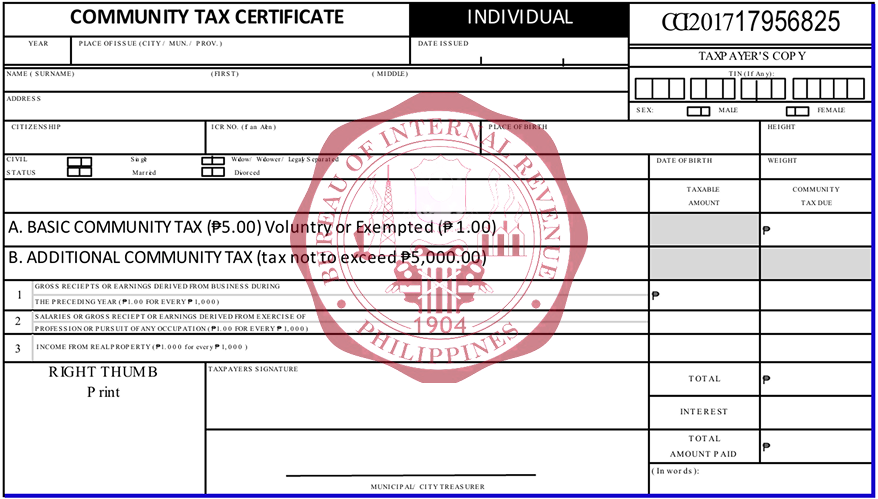 COMMUNITY TAX CERTIFICATE
INDIVIDUAL
CCI201717956825
YEAR
PLACE OF ISSUE (CITY / MUN. / PROV.)
DATE ISSUED
TAXPAYER'S COPY
NAME ( SURNAME)
(FIRST)
( MIDDLE)
TIN (If Any):
ADDRESS
SEX:
MALE
FEMALE
CITIZENSHIP
ICR NO. (if an Alien)
PLACE OF BIRTH
HEIGHT
CIVIL
STATUS
Single
Married
Widow/ Widower/ Legaly Separated
Divorced
DATE OF BIRTH
WEIGHT
TAXABLE
AMOUNT
COMMUNITY
TAX DUE
A. BASIC COMMUNITY TAX (₱5.00) Voluntry or Exempted (₱1.00)
₱
B. ADDITIONAL COMMUNITY TAX (tax not to exceed ₱5,000.00)
1
GROSS RECIEPTS OR EARNINGS DERIVED FROM BUSINESS DURING
THE PRECEDING YEAR (₱1.00 FOR EVERY ₱1,000)
₱
2
SALARIES OR GROSS RECIEPT OR EARNINGS DERIVED FROM EXERCISE OF
PROFESSION OR PURSUIT OF ANY OCCUPATION (₱1.00 FOR EVERY ₱1,000)
3
INCOME FROM REALPROPERTY (₱1.000 for every ₱1,000 )
BUREAU OF INTERNAL REVENUE
1904
PHILIPPINES
RIGHT THUMB
Print
TAXPAYERS SIGNATURE
TOTAL
₱
INTEREST
TOTAL
AMOUNT PAID
₱
(In words):
MUNICIPAL/ CITY TREASURER